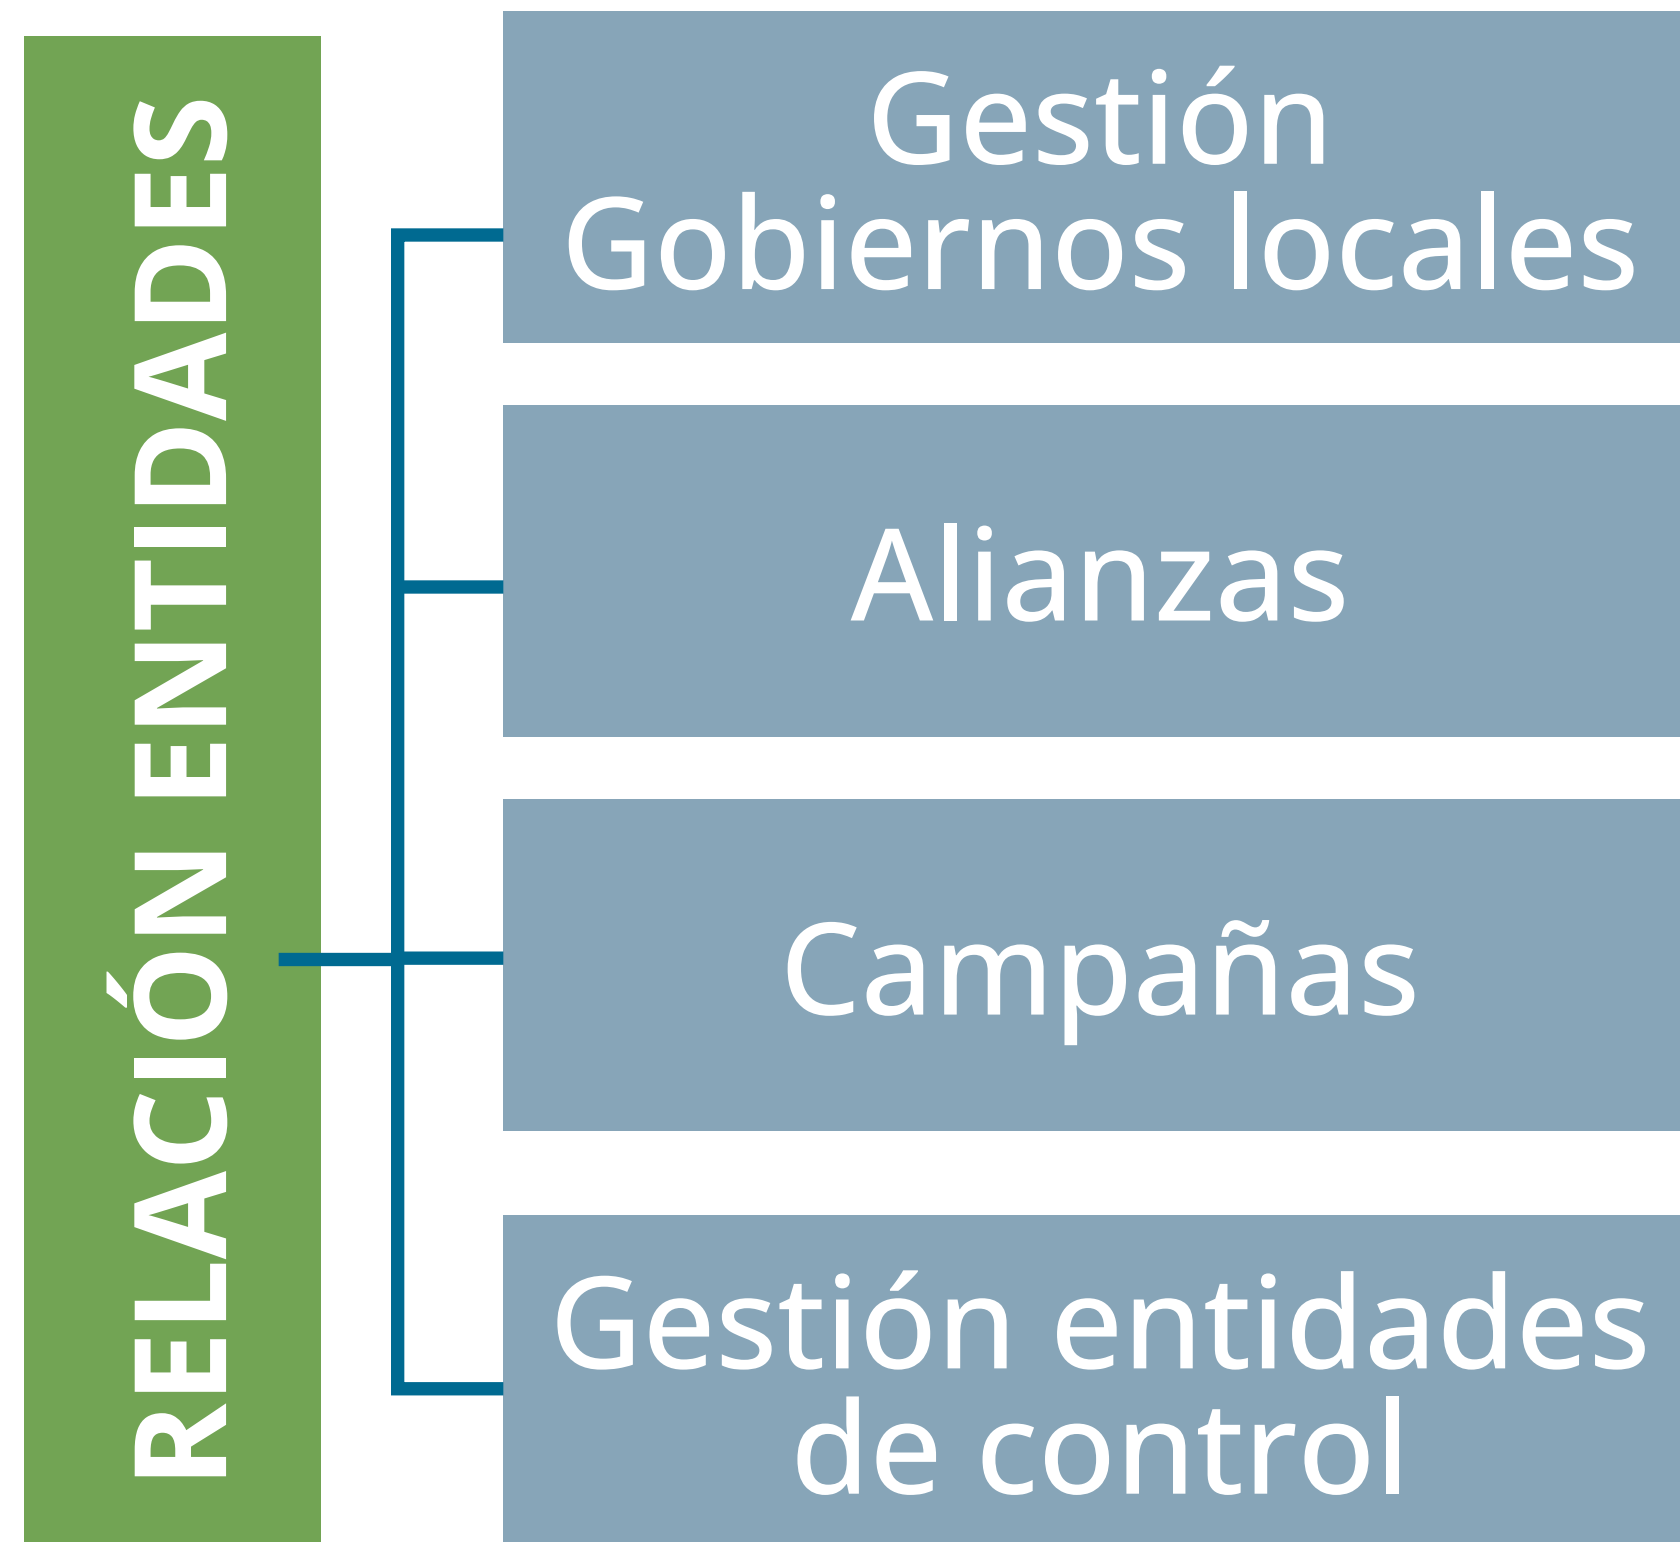 RELACIÓN ENTIDADES
Gestión
Gobiernos locales
Alianzas
Campañas
Gestión entidades
de control